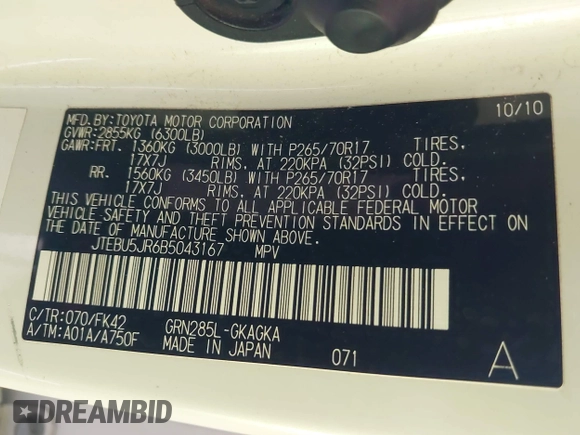 MFD.BY:TOYOTA MOTOR CORPORATION 10/10
GVWR:2855KG (6300LB)
GAWR:FRT. 1360KG (3000LB) WITH P265/70R17 TIRES,
17X7J RIMS, AT 220KPA (32PSI) COLD.
RR. 1560KG (3450LB) WITH P265/70R17 TIRES,
17X7J RIMS, AT 220KPA (32PSI) COLD.
THIS VEHICLE CONFORMS TO ALL APPLICABLE FEDERAL MOTOR
VEHICLE SAFETY AND THEFT PREVENTION STANDARDS IN EFFECT ON
THE DATE OF MANUFACTURE SHOWN ABOVE.
JTEBU5JR6B5043167 MPV
C/TR:070/FK42 GRN285L-GKAGKA
A/TM:A01A/A750F MADE IN JAPAN 071 A
DREAMBID